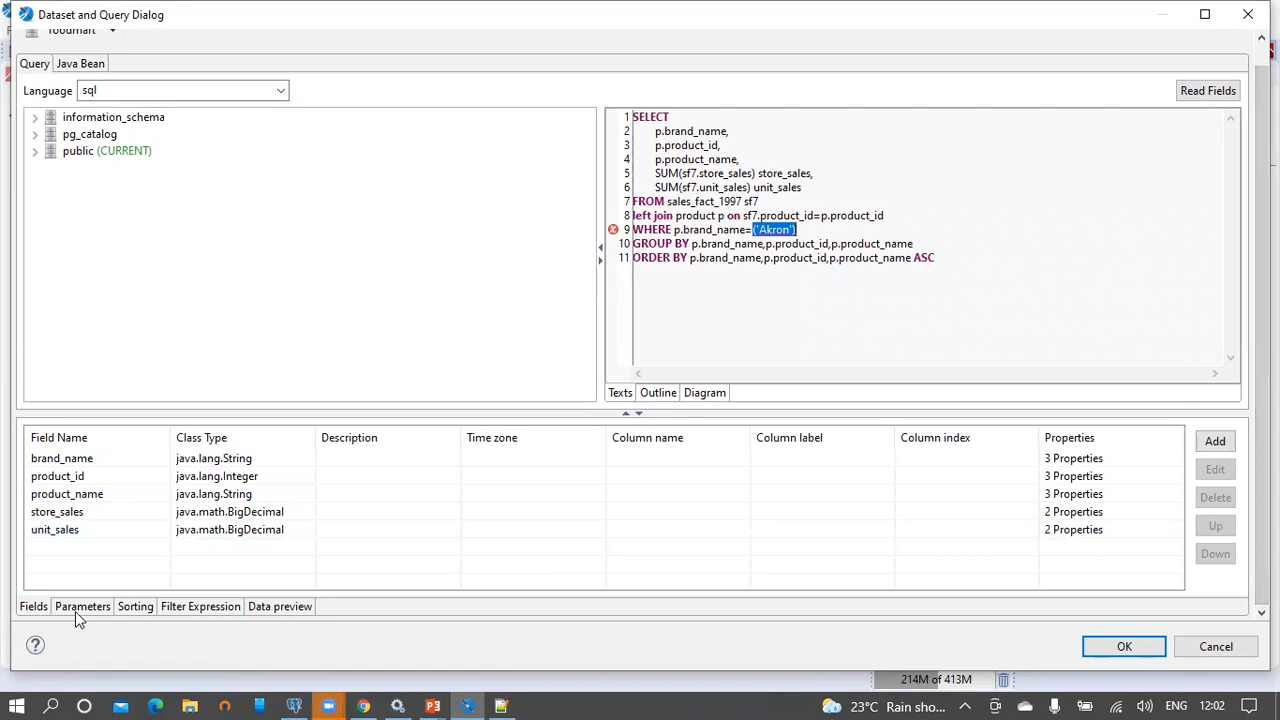 Dataset and Query Dialog
foodmart
Query
Java Bean
Language
sql
Read Fields
information_schema
pg_catalog
public (CURRENT)
1 SELECT
2 p.brand_name,
3 p.product_id,
4 p.product_name,
5 SUM(sf7.store_sales) store_sales,
6 SUM(sf7.unit_sales) unit_sales
7 FROM sales_fact_1997 sf7
8 left join product p on sf7.product_id=p.product_id
9 WHERE p.brand_name=('Akron')
10 GROUP BY p.brand_name,p.product_id,p.product_name
11 ORDER BY p.brand_name,p.product_id,p.product_name ASC
Texts Outline Diagram
Field Name Class Type Description Time zone Column name Column label Column index Properties
brand_name java.lang.String 3 Properties
product_id java.lang.Integer 3 Properties
product_name java.lang.String 3 Properties
store_sales java.math.BigDecimal 2 Properties
unit_sales java.math.BigDecimal 2 Properties
Add
Edit
Delete
Up
Down
Fields Parameters Sorting Filter Expression Data preview
OK Cancel
214M of 413M
23°C Rain sho... ENG 12:02